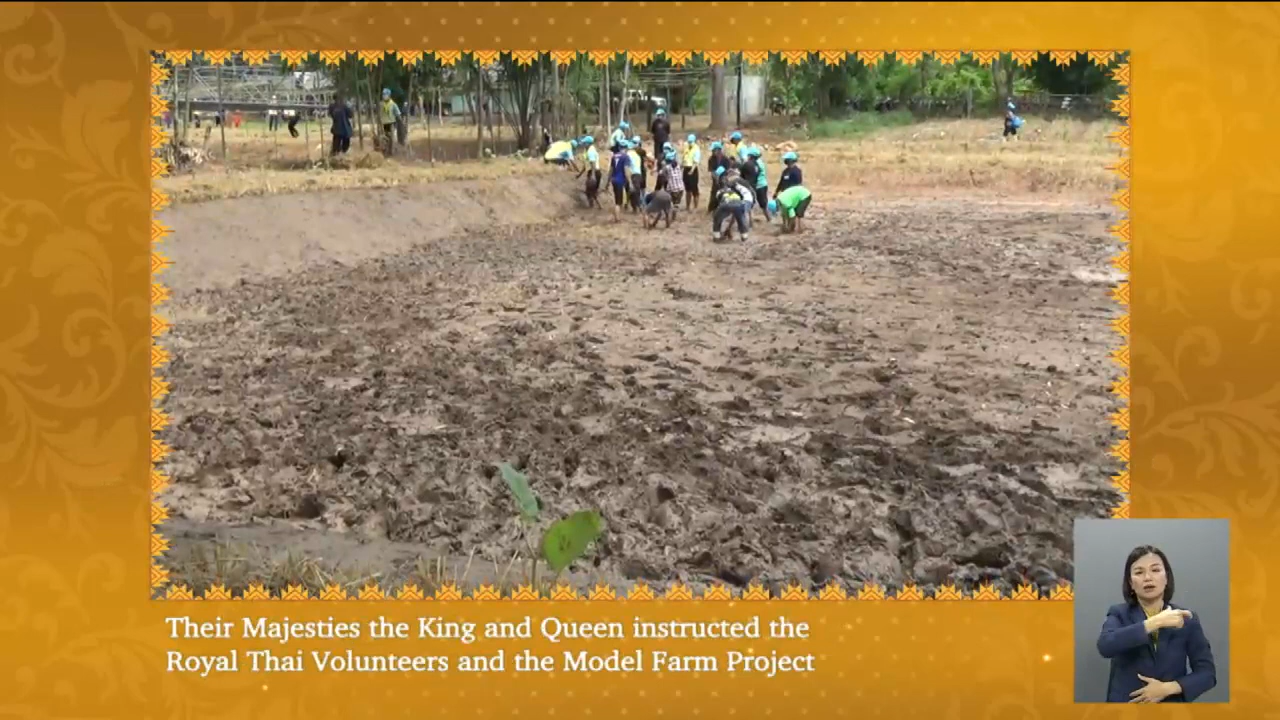 Their Majesties the King and Queen instructed the
Royal Thai Volunteers and the Model Farm Project